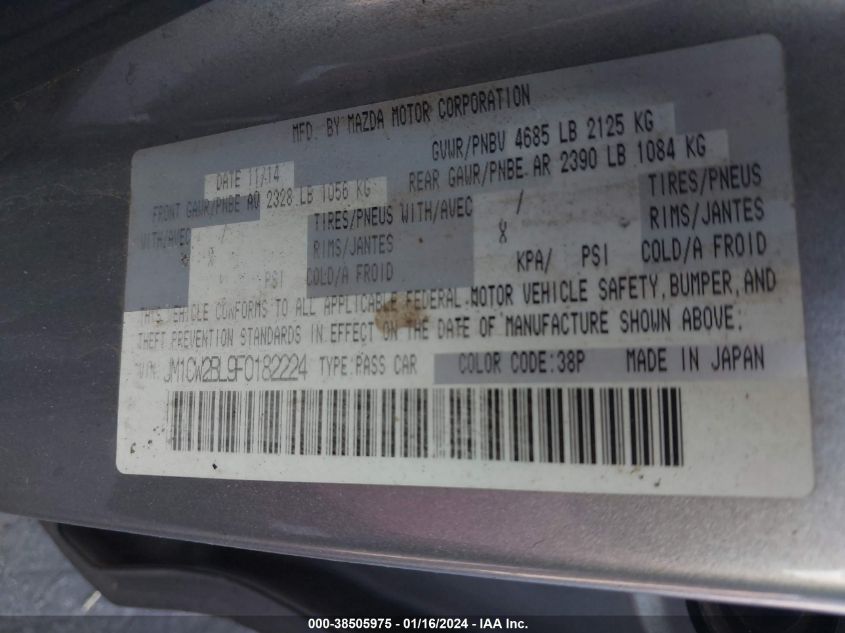 MFD. BY MAZDA MOTOR CORPORATION
DATE 11/14
GVWR/PNBV 4685 LB 2125 KG
FRONT GAWR/PNBE AQ 2328 LB 1056 KG
REAR GAWR/PNBE AR 2390 LB 1084 KG
WITH/AVEC / TIRES/PNEUS WITH/AVEC / TIRES/PNEUS
RIMS/JANTES X RIMS/JANTES
PSI COLD/A FROID KPA/ PSI COLD/A FROID
THIS VEHICLE CONFORMS TO ALL APPLICABLE FEDERAL MOTOR VEHICLE SAFETY, BUMPER, AND
THEFT PREVENTION STANDARDS IN EFFECT ON THE DATE OF MANUFACTURE SHOWN ABOVE.
VIN: JM1CW2BL9F0182224 TYPE:PASS CAR COLOR CODE:38P MADE IN JAPAN
000-38505975 - 01/16/2024 - IAA Inc.